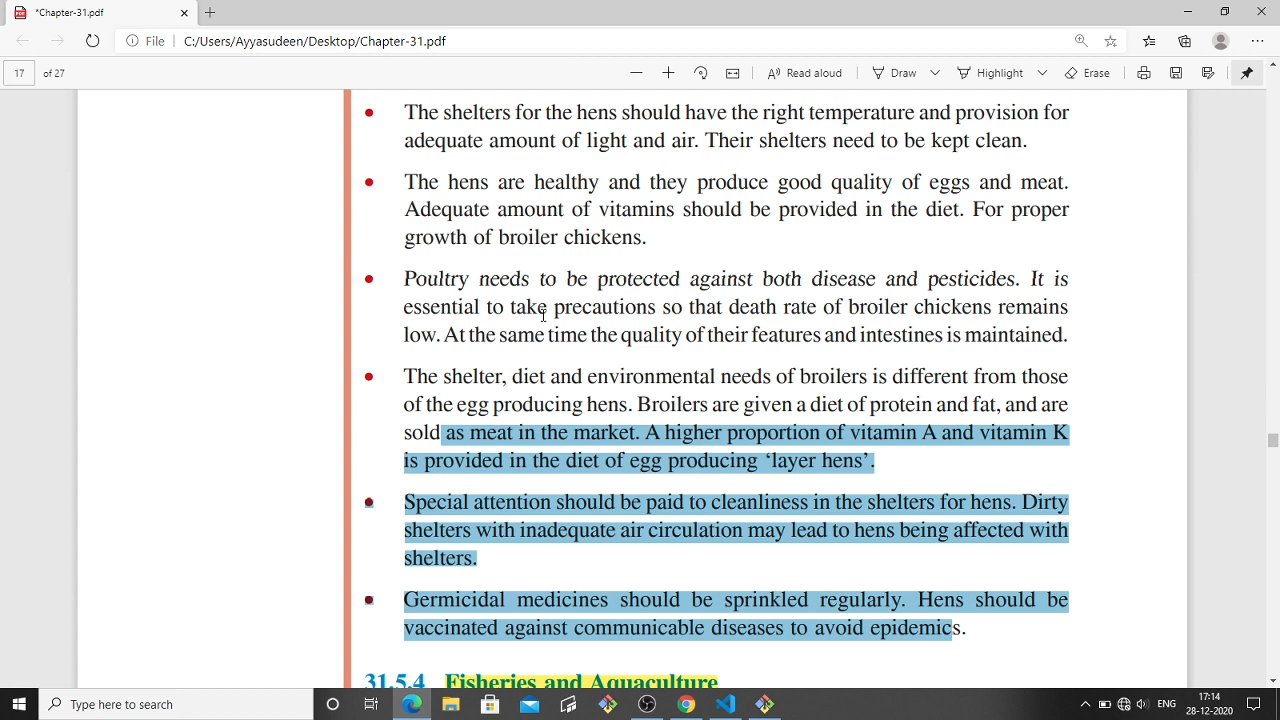 *Chapter-31.pdf
File | C:/Users/Ayyasudeen/Desktop/Chapter-31.pdf
17 of 27 Read aloud Draw Highlight Erase
• The shelters for the hens should have the right temperature and provision for
adequate amount of light and air. Their shelters need to be kept clean.
• The hens are healthy and they produce good quality of eggs and meat.
Adequate amount of vitamins should be provided in the diet. For proper
growth of broiler chickens.
• Poultry needs to be protected against both disease and pesticides. It is
essential to take precautions so that death rate of broiler chickens remains
low. At the same time the quality of their features and intestines is maintained.
• The shelter, diet and environmental needs of broilers is different from those
of the egg producing hens. Broilers are given a diet of protein and fat, and are
sold as meat in the market. A higher proportion of vitamin A and vitamin K
is provided in the diet of egg producing ‘layer hens’.
• Special attention should be paid to cleanliness in the shelters for hens. Dirty
shelters with inadequate air circulation may lead to hens being affected with
shelters.
• Germicidal medicines should be sprinkled regularly. Hens should be
vaccinated against communicable diseases to avoid epidemics.
31.5.4 Fisheries and Aquaculture
Type here to search
ENG
17:14
28-12-2020